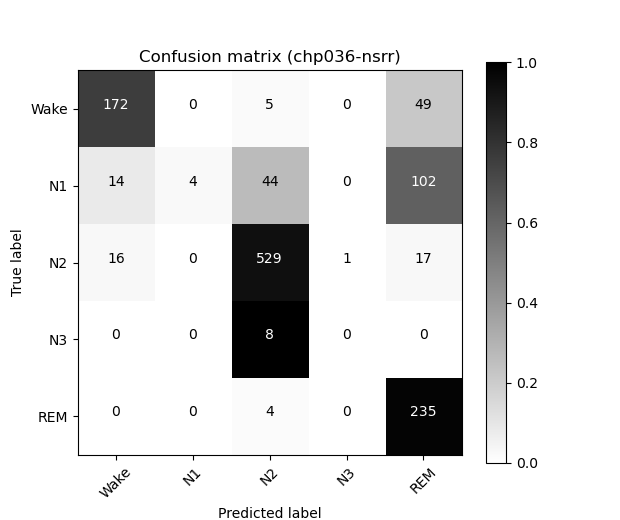 Confusion matrix (chp036-nsrr)
True label
Wake 172 0 5 0 49
N1 14 4 44 0 102
N2 16 0 529 1 17
N3 0 0 8 0 0
REM 0 0 4 0 235
Wake N1 N2 N3 REM
Predicted label
1.0
0.8
0.6
0.4
0.2
0.0